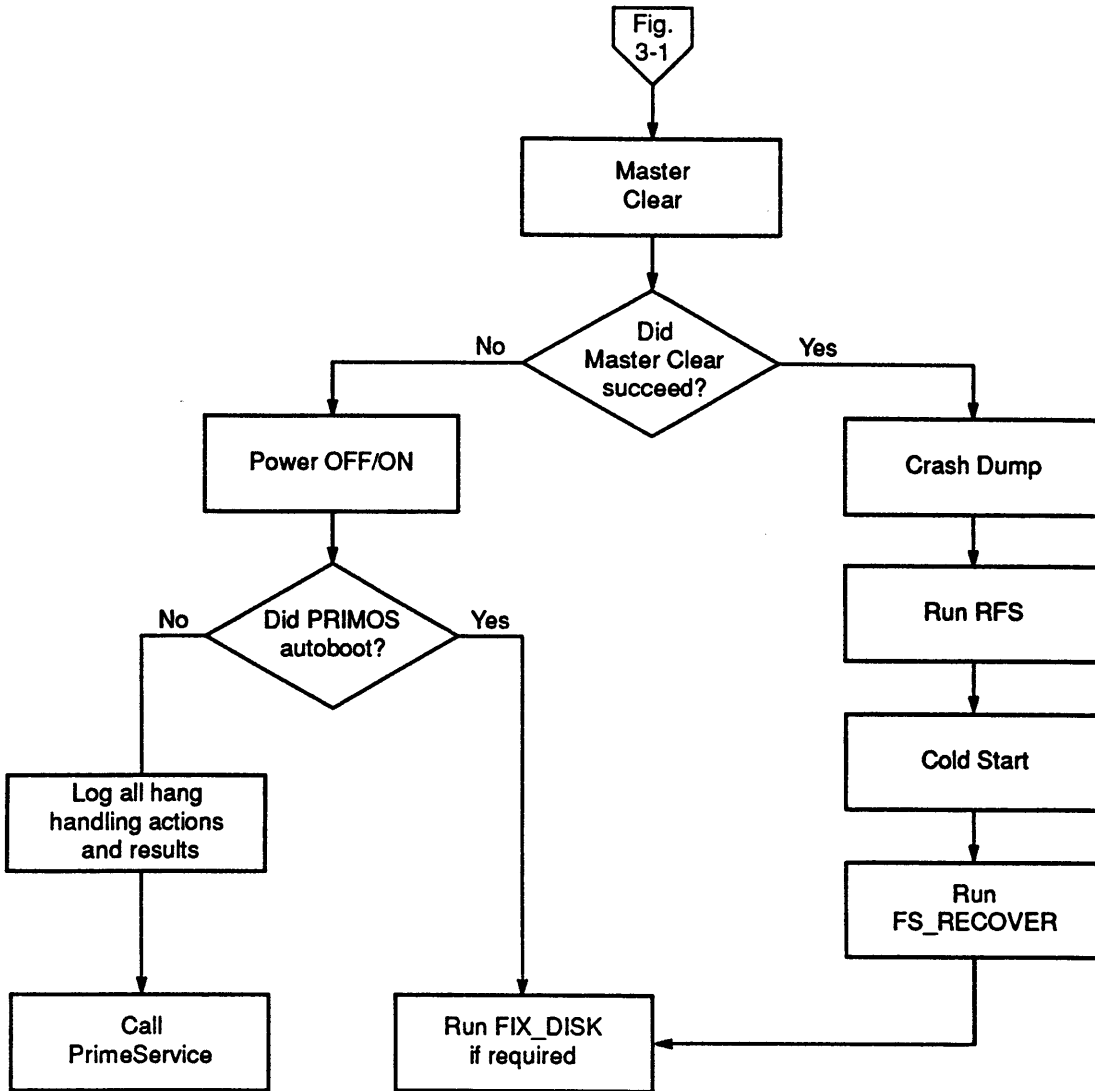 Fig.
3-1
Master
Clear
Did
Master Clear
succeed?
No
Yes
Power OFF/ON
Crash Dump
Did PRIMOS
autoboot?
No
Yes
Run RFS
Cold Start
Log all hang
handling actions
and results
Run
FS_RECOVER
Call
PrimeService
Run FIX_DISK
if required